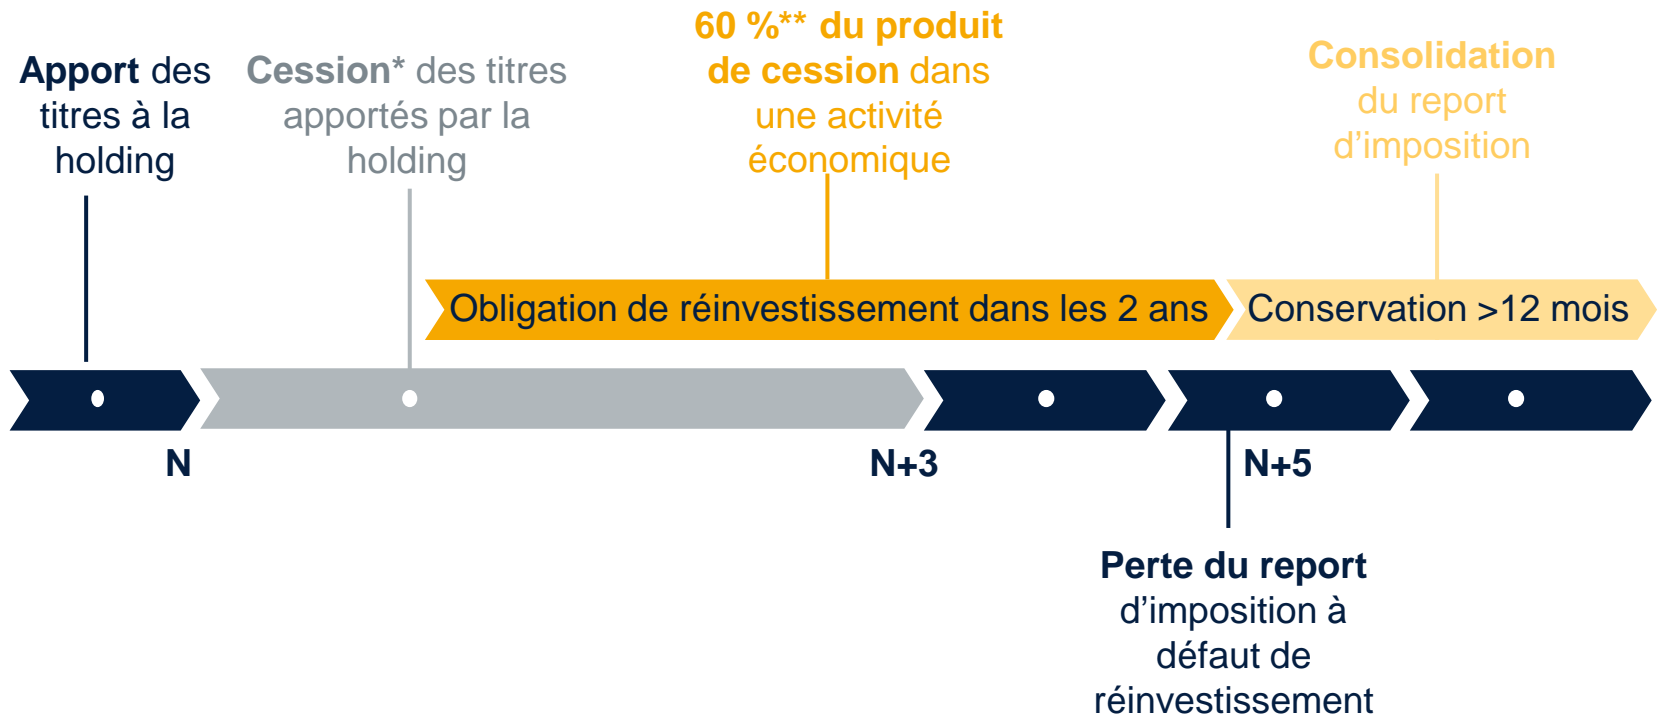 Apport des
titres à la
holding
Cession* des titres
apportés par la
holding
60 %** du produit
de cession dans
une activité
économique
Consolidation
du report
d’imposition
Obligation de réinvestissement dans les 2 ans
Conservation >12 mois
N
N+3
N+5
Perte du report
d’imposition à
défaut de
réinvestissement